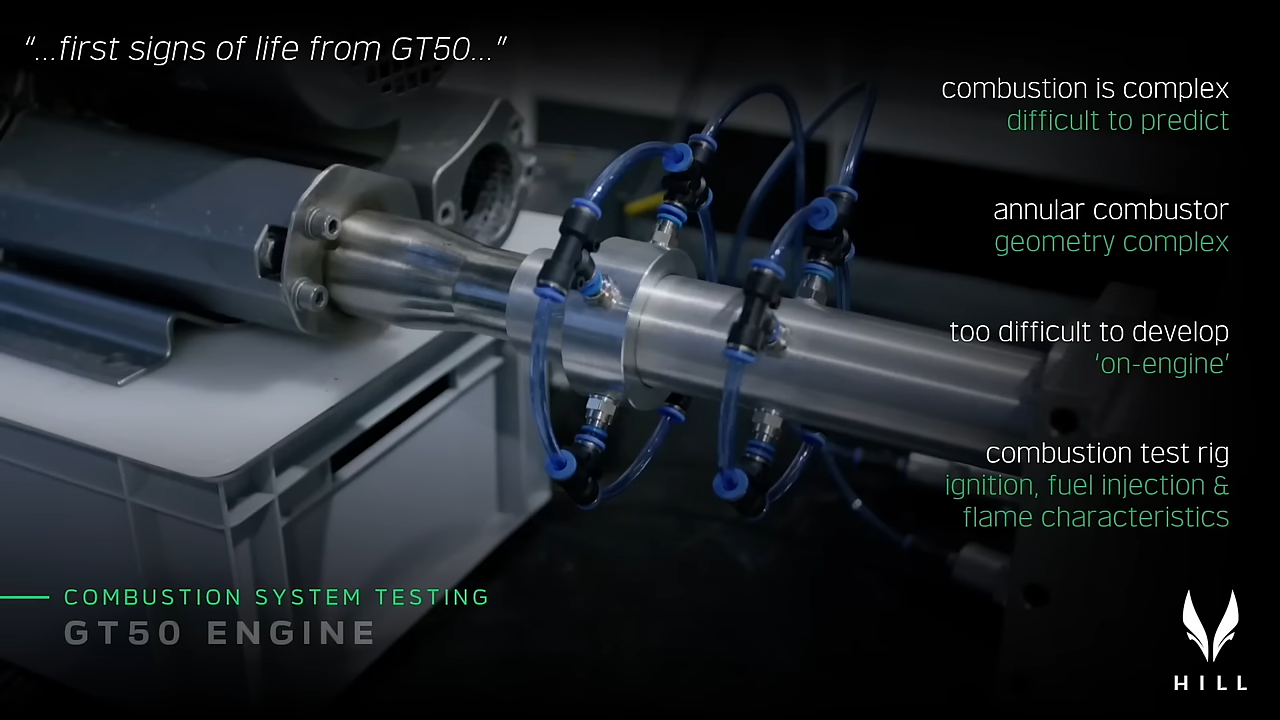 “...first signs of life from GT50...”
combustion is complex
difficult to predict
annular combustor
geometry complex
too difficult to develop
‘on-engine’
combustion test rig
ignition, fuel injection &
flame characteristics
COMBUSTION SYSTEM TESTING
GT50 ENGINE
HILL